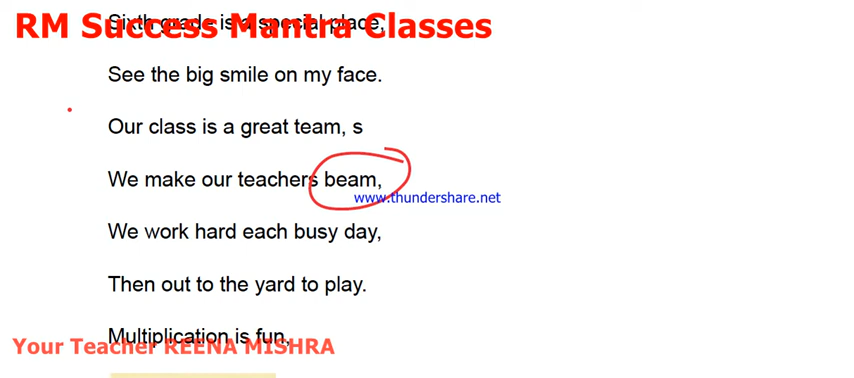 Sixth grade is a special place,
RM Success Mantra Classes
See the big smile on my face.
Our class is a great team, s
We make our teachers beam,
www.thundershare.net
We work hard each busy day,
Then out to the yard to play.
Multiplication is fun,
Your Teacher REENA MISHRA